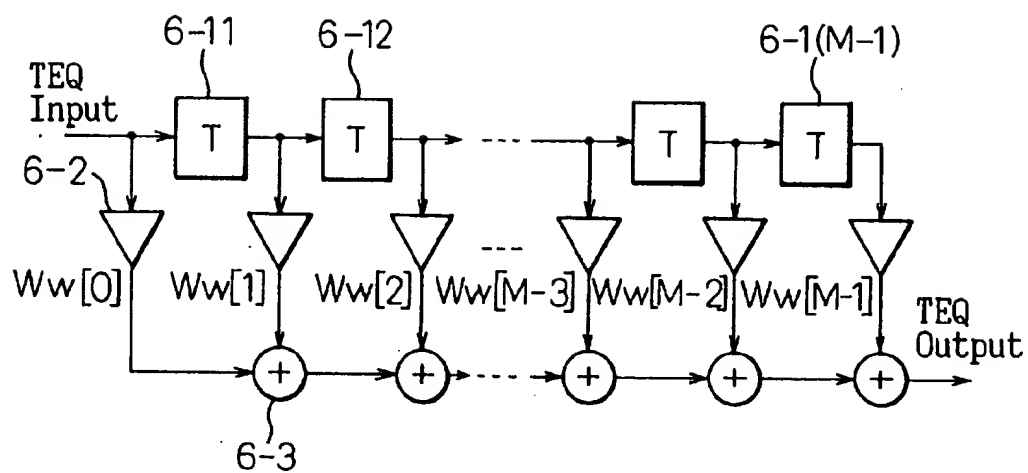 6-11
6-12
6-1(M-1)
TEQ
Input
T
T
---
T
T
6-2
---
Ww[0]
Ww[1]
Ww[2]
Ww[M-3]
Ww[M-2]
Ww[M-1]
TEQ
Output
+
+
---
+
+
+
6-3